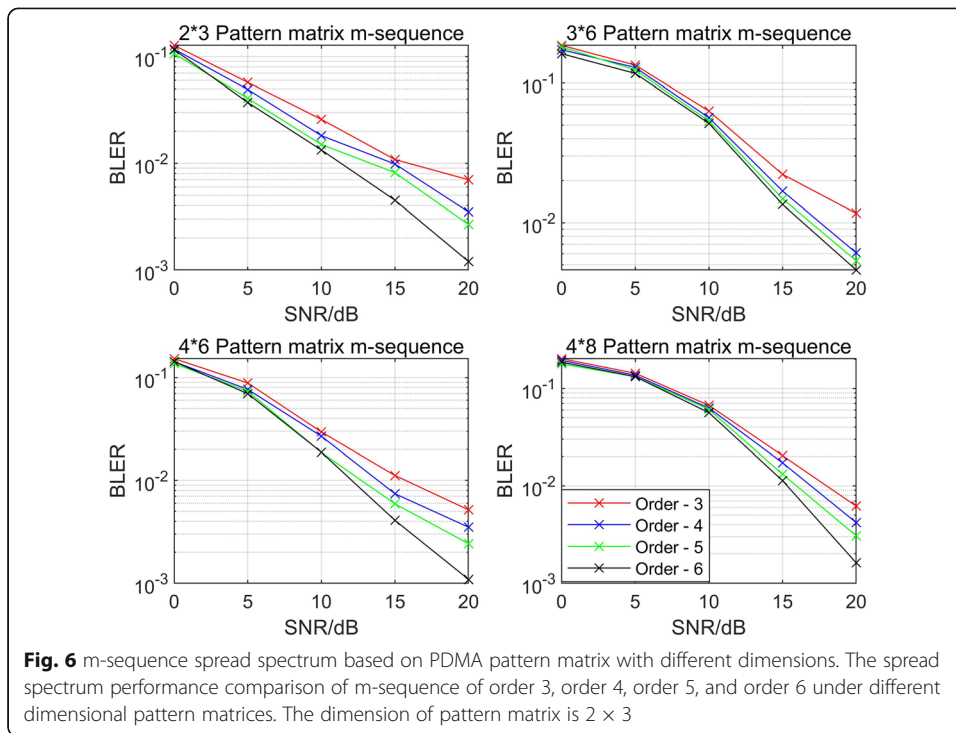 2*3 Pattern matrix m-sequence
10⁻¹
10⁻²
10⁻³
BLER
0 5 10 15 20
SNR/dB
3*6 Pattern matrix m-sequence
10⁻¹
10⁻²
BLER
0 5 10 15 20
SNR/dB
4*6 Pattern matrix m-sequence
10⁻¹
10⁻²
10⁻³
BLER
0 5 10 15 20
SNR/dB
4*8 Pattern matrix m-sequence
10⁻¹
10⁻²
10⁻³
BLER
Order - 3
Order - 4
Order - 5
Order - 6
0 5 10 15 20
SNR/dB
Fig. 6 m-sequence spread spectrum based on PDMA pattern matrix with different dimensions. The spread
spectrum performance comparison of m-sequence of order 3, order 4, order 5, and order 6 under different
dimensional pattern matrices. The dimension of pattern matrix is 2 × 3